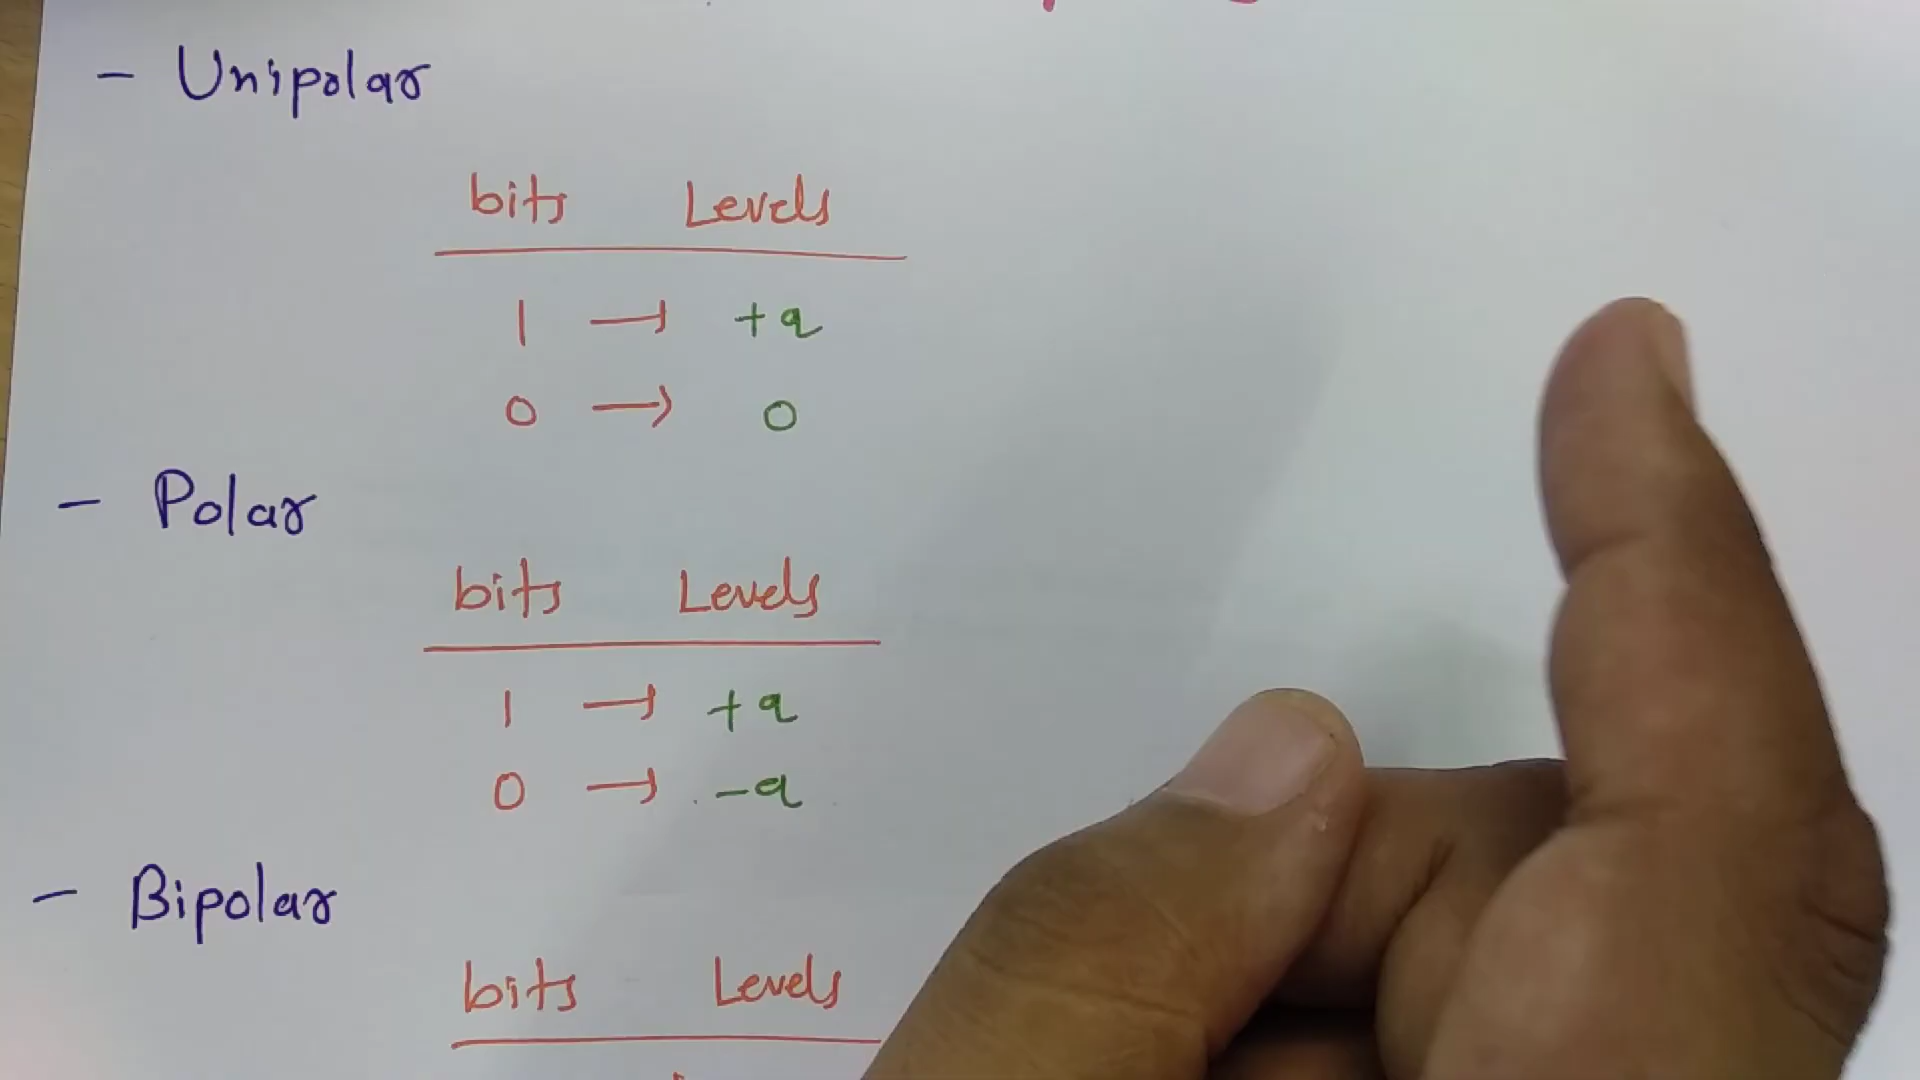 - Unipolar
bits Levels
1 → +a
0 → 0
- Polar
bits Levels
1 → +a
0 → -a
- Bipolar
bits Levels